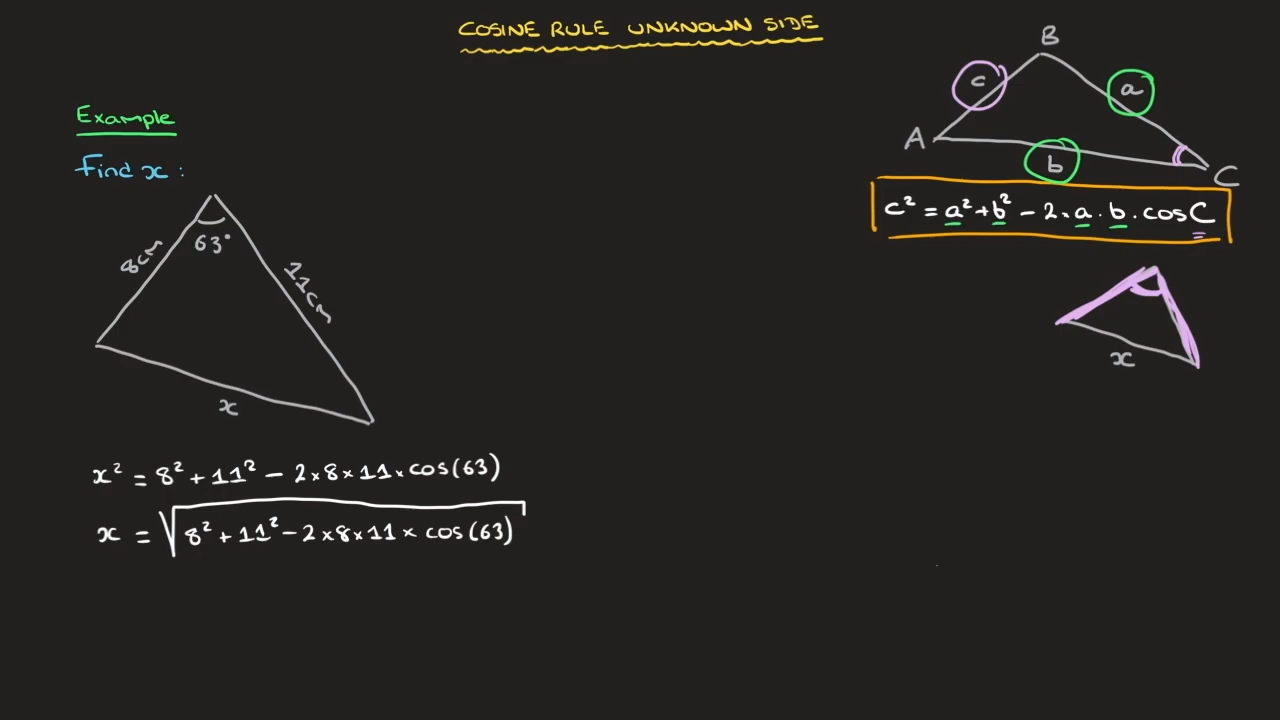 COSINE RULE UNKNOWN SIDE
B
c
a
A
b
C
c² = a² + b² - 2 · a · b · cos C
Example
Find x :
63°
8cm
11cm
x
x
x² = 8² + 11² - 2 × 8 × 11 × cos(63)
x = √8² + 11² - 2 × 8 × 11 × cos(63)